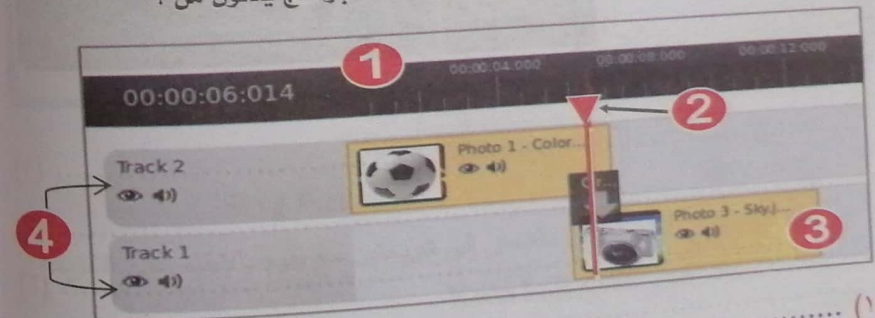 1
00:00:04:000 00:00:08:000 00:00:12:000
00:00:06:014
2
Track 2
Photo 1 - Color...
4
Photo 3 - Sky.j...
3
Track 1
(١